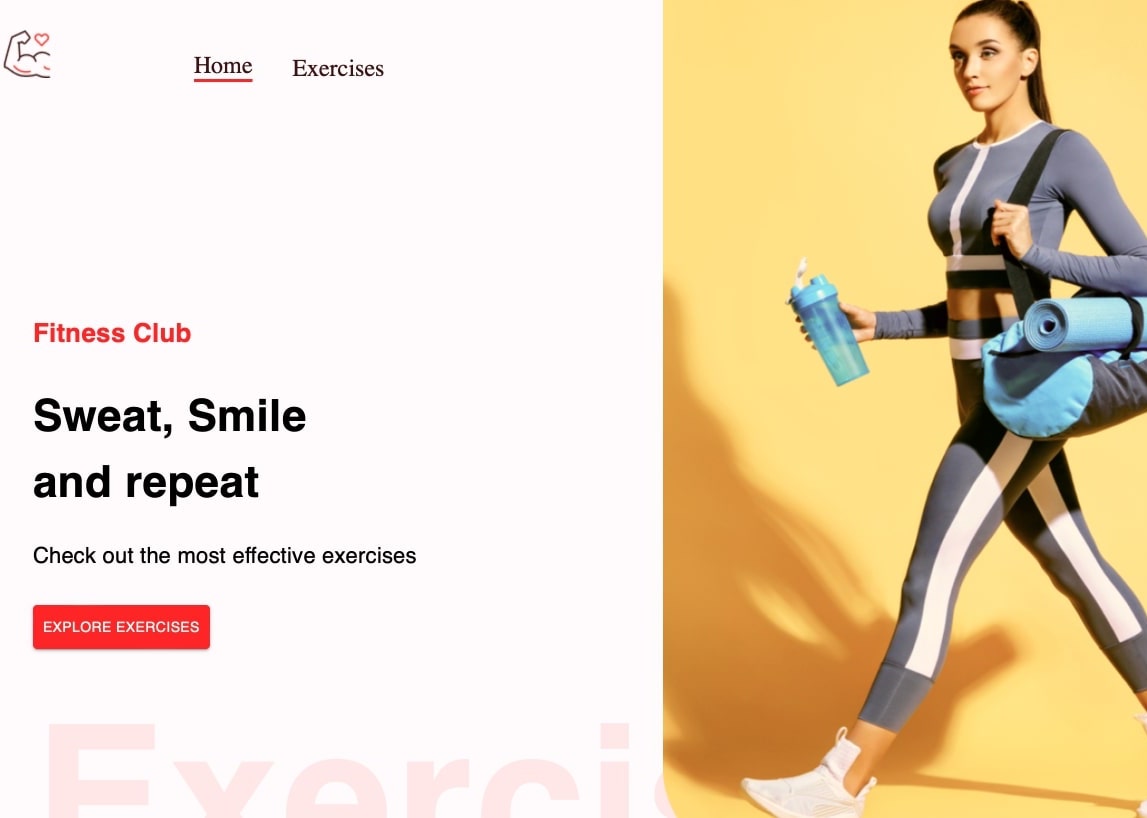 Home Exercises
Fitness Club
Sweat, Smile
and repeat
Check out the most effective exercises
EXPLORE EXERCISES
Exercis